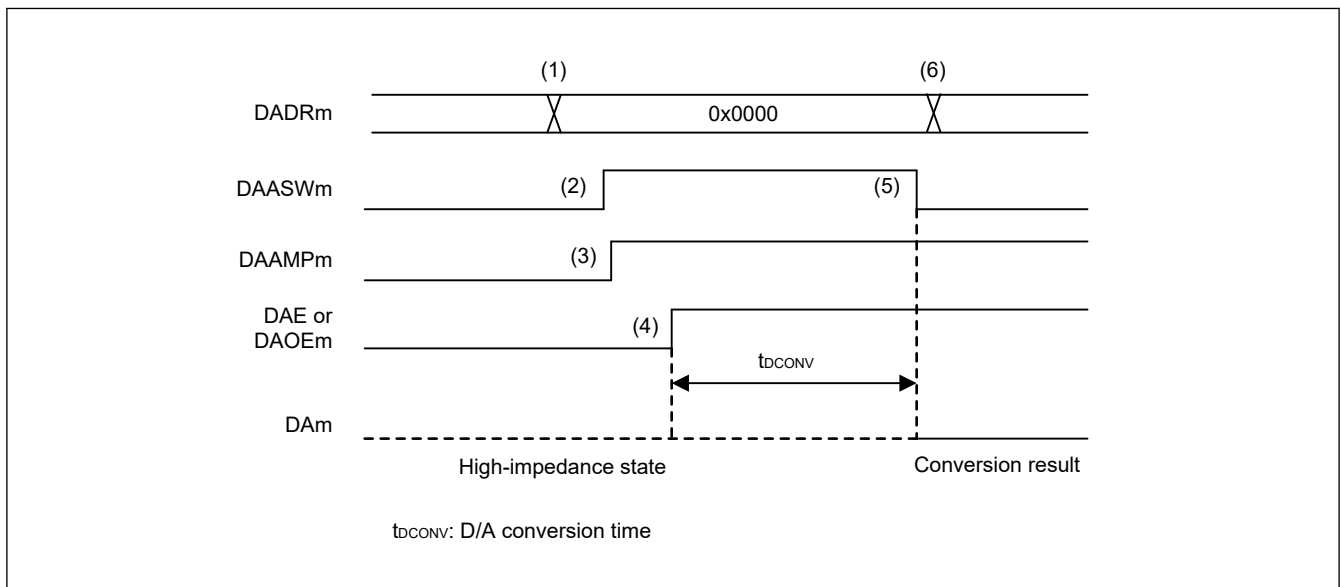 (1) (6)
DADRm 0x0000
DAASWm (2) (5)
DAAMPm (3)
DAE or
DAOEm (4)
tDCONV
DAm
High-impedance state Conversion result
tDCONV: D/A conversion time